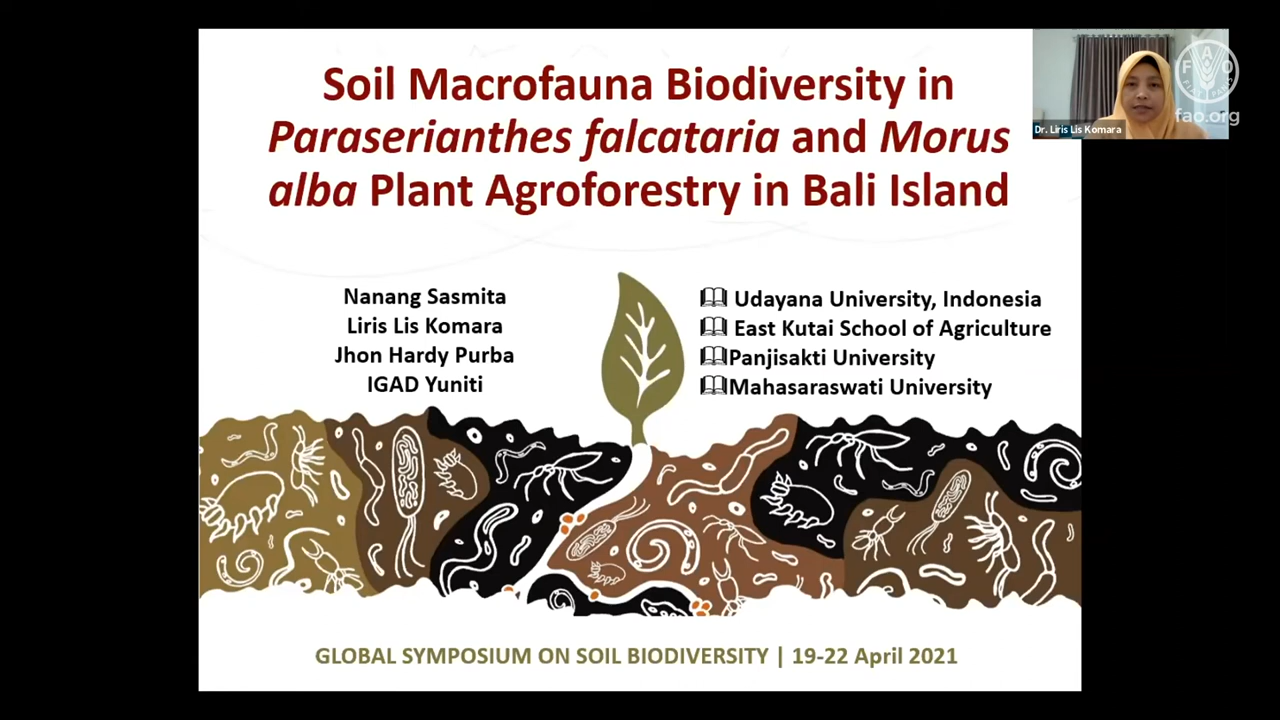 Soil Macrofauna Biodiversity in
Paraserianthes falcataria and Morus
alba Plant Agroforestry in Bali Island
Dr. Liris Lis Komara
FAO
fao.org
Nanang Sasmita
Liris Lis Komara
Jhon Hardy Purba
IGAD Yuniti
Udayana University, Indonesia
East Kutai School of Agriculture
Panjisakti University
Mahasaraswati University
GLOBAL SYMPOSIUM ON SOIL BIODIVERSITY | 19-22 April 2021